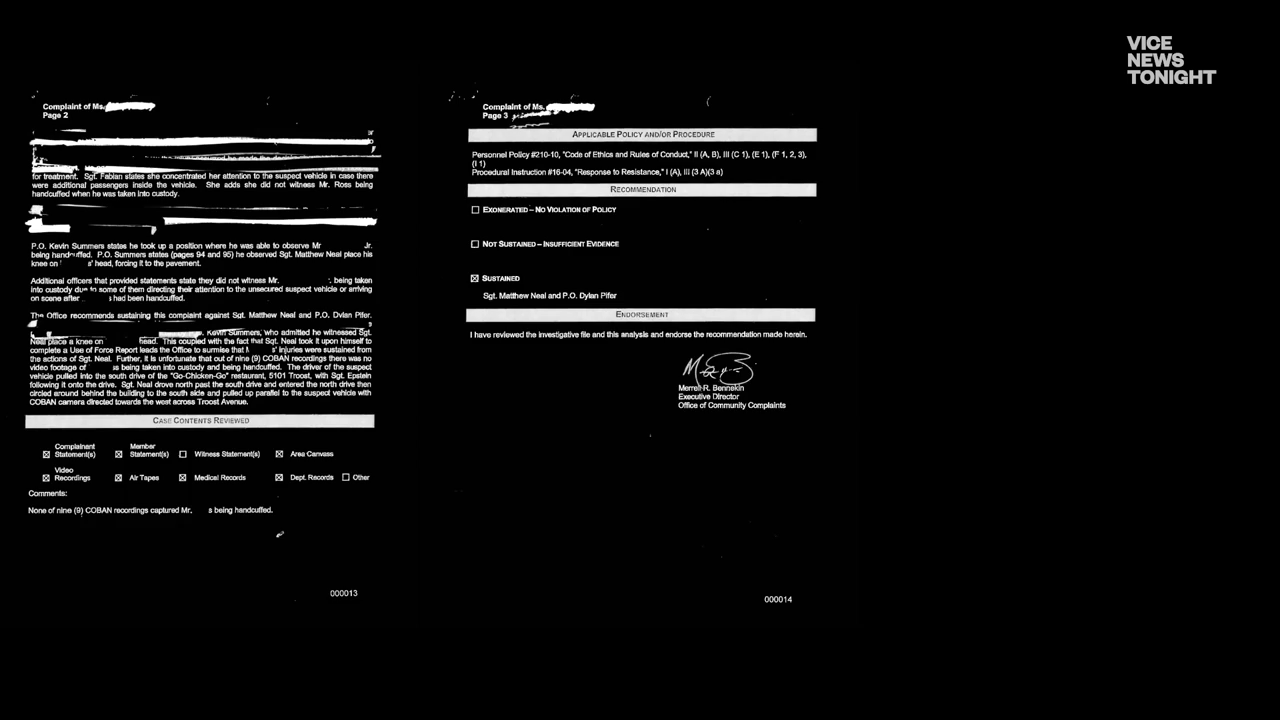 VICE
NEWS
TONIGHT
Complaint of Ms.
Page 2
for treatment. Sgt. Fabian states she concentrated her attention to the suspect vehicle in case there
were additional passengers inside the vehicle. She adds she did not witness Mr. Ross being
handcuffed when he was taken into custody.
P.O. Kevin Summers states he took up a position where he was able to observe Mr Jr.
being handcuffed. P.O. Summers states (pages 94 and 95) he observed Sgt. Matthew Neal place his
knee on s' head, forcing it to the pavement.
Additional officers that provided statements state they did not witness Mr. being taken
into custody due to some of them directing their attention to the unsecured suspect vehicle or arriving
on scene after s had been handcuffed.
The Office recommends sustaining this complaint against Sgt. Matthew Neal and P.O. Dylan Pifer.
Kevin Summers, who admitted he witnessed Sgt.
Neal place a knee on head. This coupled with the fact that Sgt. Neal took it upon himself to
complete a Use of Force Report leads the Office to surmise that M s' injuries were sustained from
the actions of Sgt. Neal. Further, it is unfortunate that out of nine (9) COBAN recordings there was no
video footage of ss being taken into custody and being handcuffed. The driver of the suspect
vehicle pulled into the south drive of the "Go-Chicken-Go" restaurant, 5101 Troost, with Sgt. Epstein
following it onto the drive. Sgt. Neal drove north past the south drive and entered the north drive then
circled around behind the building to the south side and pulled up parallel to the suspect vehicle with
COBAN camera directed towards the west across Troost Avenue.
CASE CONTENTS REVIEWED
Complainant Statement(s)
Member Statement(s)
Witness Statement(s)
Area Canvass
Video Recordings
Air Tapes
Medical Records
Dept. Records
Other
Comments:
None of nine (9) COBAN recordings captured Mr. s being handcuffed.
000013
Complaint of Ms.
Page 3
APPLICABLE POLICY AND/OR PROCEDURE
Personnel Policy #210-10, "Code of Ethics and Rules of Conduct," II (A, B), III (C 1), (E 1), (F 1, 2, 3),
(I 1)
Procedural Instruction #16-04, "Response to Resistance," I (A), III (3 A)(3 a)
RECOMMENDATION
EXONERATED – NO VIOLATION OF POLICY
NOT SUSTAINED – INSUFFICIENT EVIDENCE
SUSTAINED
Sgt. Matthew Neal and P.O. Dylan Pifer
ENDORSEMENT
I have reviewed the investigative file and this analysis and endorse the recommendation made herein.
Merrell R. Bennekin
Executive Director
Office of Community Complaints
000014